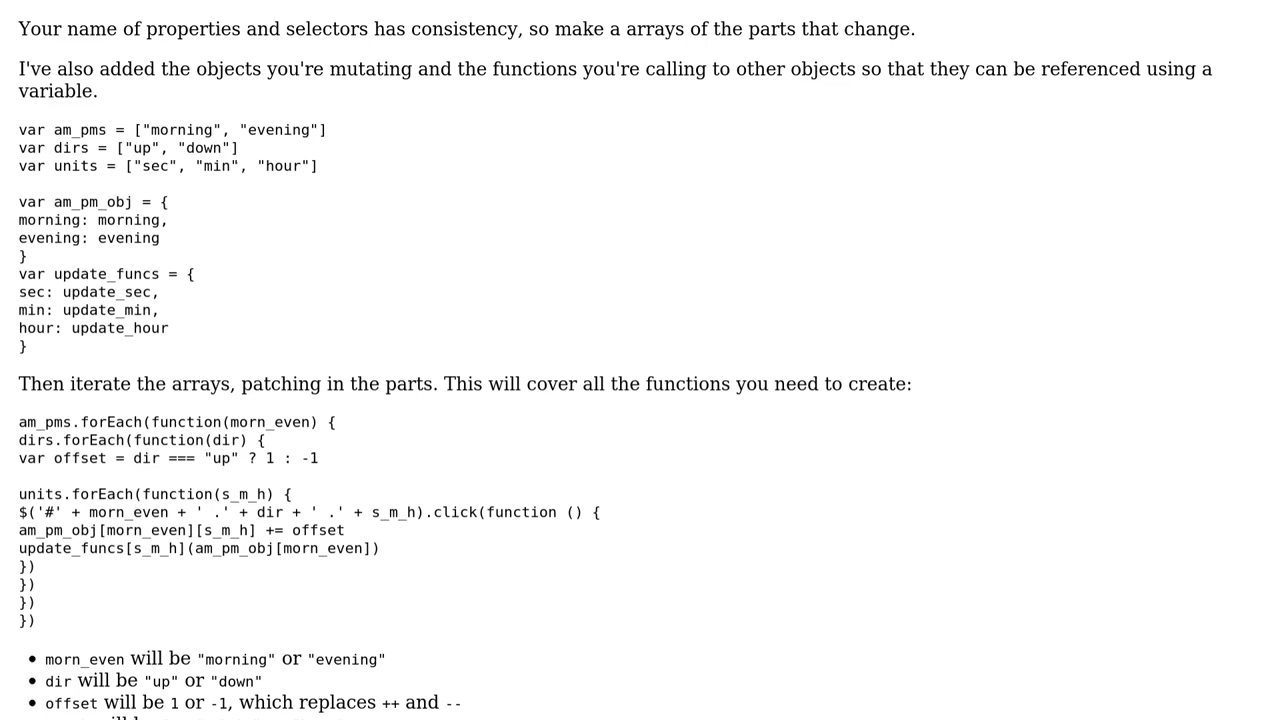 Your name of properties and selectors has consistency, so make a arrays of the parts that change.
I've also added the objects you're mutating and the functions you're calling to other objects so that they can be referenced using a
variable.
var am_pms = ["morning", "evening"]
var dirs = ["up", "down"]
var units = ["sec", "min", "hour"]
var am_pm_obj = {
morning: morning,
evening: evening
}
var update_funcs = {
sec: update_sec,
min: update_min,
hour: update_hour
}
Then iterate the arrays, patching in the parts. This will cover all the functions you need to create:
am_pms.forEach(function(morn_even) {
dirs.forEach(function(dir) {
var offset = dir === "up" ? 1 : -1
units.forEach(function(s_m_h) {
$('#' + morn_even + ' .' + dir + ' .' + s_m_h).click(function () {
am_pm_obj[morn_even][s_m_h] += offset
update_funcs[s_m_h](am_pm_obj[morn_even])
})
})
})
})
• morn_even will be "morning" or "evening"
• dir will be "up" or "down"
• offset will be 1 or -1, which replaces ++ and --